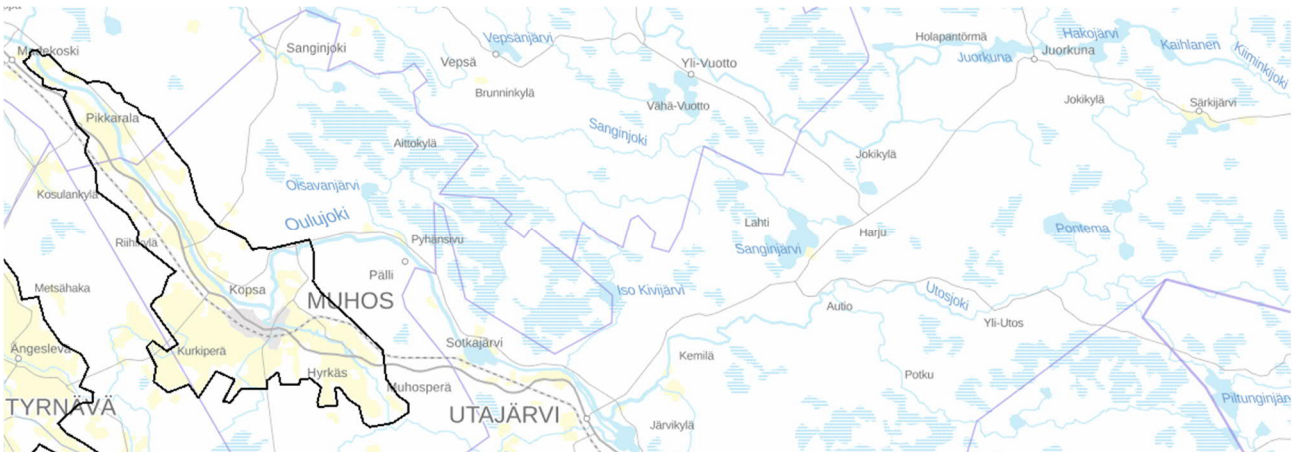 Madekoski
Sanginjoki
Vepsä
Vepsänjärvi
Brunninkylä
Yli-Vuotto
Vähä-Vuotto
Holapantörmä
Juorkuna
Juorkuna
Hakojärvi
Kaihlanen
Kiiminkijoki
Jokikylä
Särkijärvi
Pikkarala
Aittokylä
Sanginjoki
Jokikylä
Kosulankylä
Oisavanjärvi
Oulujoki
Pyhänsivu
Lahti
Sanginjärvi
Harju
Pontema
Riihikylä
Pälli
Metsähaka
Kopsa
MUHOS
Iso Kivijärvi
Autio
Utosjoki
Yli-Utos
Ängeslevä
Kurkiperä
Sotkajärvi
Kemilä
Hyrkäs
Muhosperä
Potku
TYRNÄVÄ
UTAJÄRVI
Järvikylä